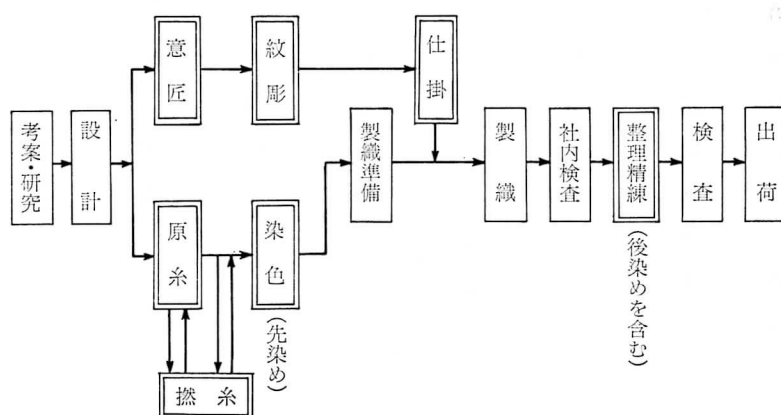 考案・研究
設計
意匠
紋彫
仕掛
原糸
染色
(先染め)
撚糸
製織準備
製織
社内検査
整理精練
(後染めを含む)
検査
出荷